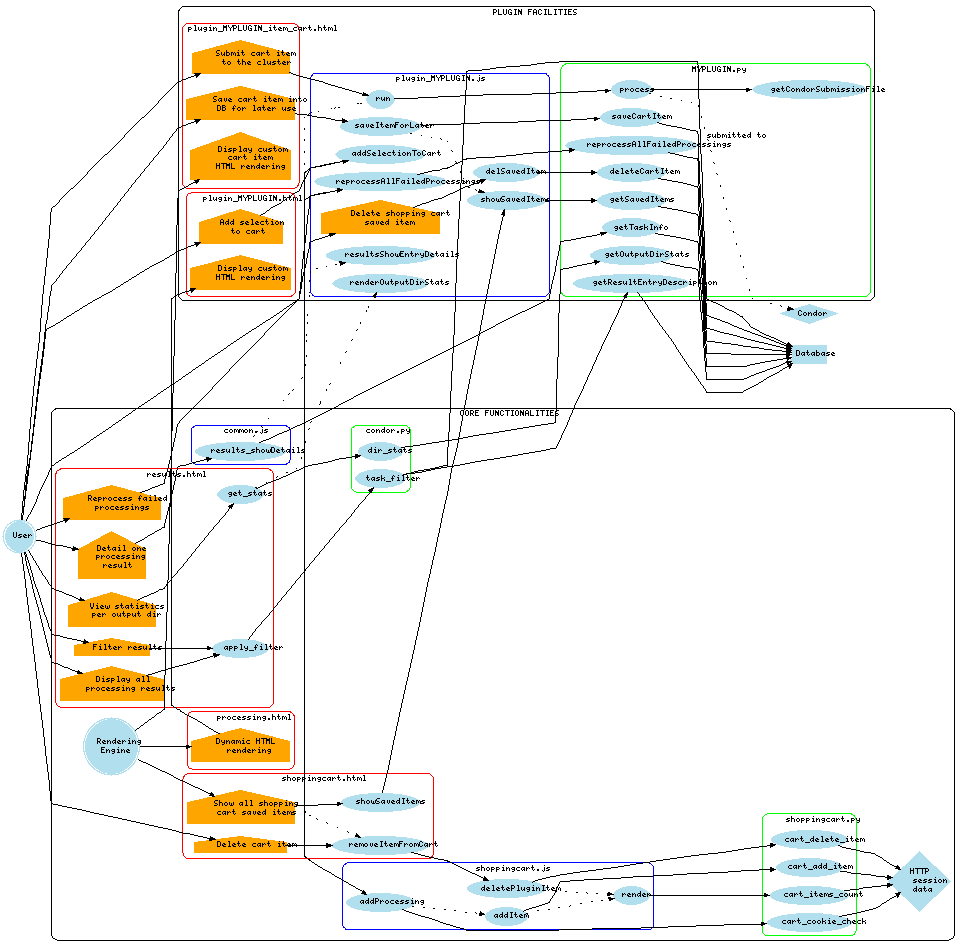 PLUGIN FACILITIES
plugin_MYPLUGIN_item_cart.html
Submit cart item
to the cluster
Save cart item into
DB for later use
Display custom
cart item
HTML rendering
plugin_MYPLUGIN.html
Add selection
to cart
Display custom
HTML rendering
plugin_MYPLUGIN.js
run
saveItemForLater
addSelectionToCart
reprocessAllFailedProcessings
Delete shopping cart
saved item
resultsShowEntryDetails
renderOutputDirStats
delSavedItem
showSavedItems
MYPLUGIN.py
process
getCondorSubmissionFile
saveCartItem
reprocessAllFailedProcessings
deleteCartItem
getSavedItems
getTaskInfo
getOutputDirStats
getResultEntryDescription
submitted to
Condor
Database
CORE FUNCTIONALITIES
common.js
results_showDetails
condor.py
dir_stats
task_filter
results.html
Reprocess failed
processings
get_stats
User
Detail one
processing
result
View statistics
per output dir
Filter results
apply_filter
Display all
processing results
processing.html
Rendering
Engine
Dynamic HTML
rendering
shoppingcart.html
Show all shopping
cart saved items
showSavedItems
Delete cart item
removeItemFromCart
shoppingcart.js
deletePluginItem
addProcessing
addItem
render
shoppingcart.py
cart_delete_item
cart_add_item
cart_items_count
cart_cookie_check
HTTP
session
data